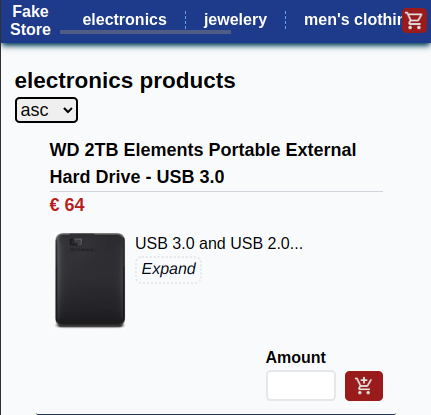 Fake Store
electronics
jewelery
men's clothin
electronics products
asc
WD 2TB Elements Portable External
Hard Drive - USB 3.0
€ 64
USB 3.0 and USB 2.0...
Expand
Amount